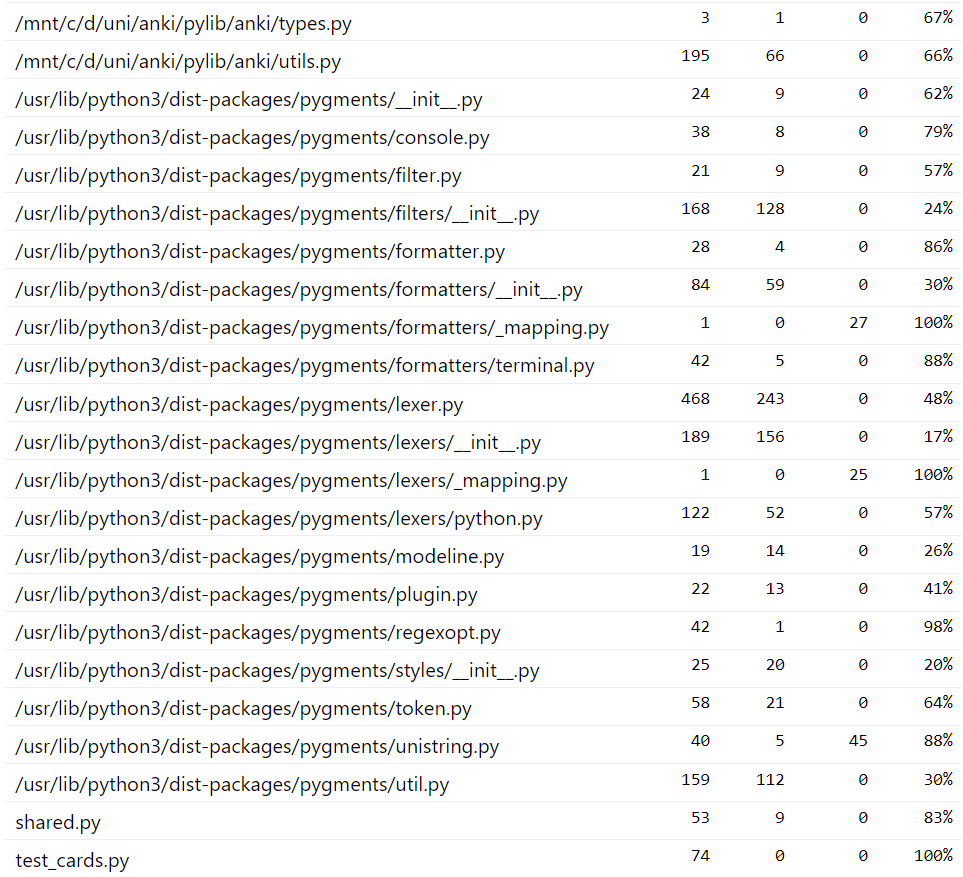 /mnt/c/d/uni/anki/pylib/anki/types.py 3 1 0 67%
/mnt/c/d/uni/anki/pylib/anki/utils.py 195 66 0 66%
/usr/lib/python3/dist-packages/pygments/__init__.py 24 9 0 62%
/usr/lib/python3/dist-packages/pygments/console.py 38 8 0 79%
/usr/lib/python3/dist-packages/pygments/filter.py 21 9 0 57%
/usr/lib/python3/dist-packages/pygments/filters/__init__.py 168 128 0 24%
/usr/lib/python3/dist-packages/pygments/formatter.py 28 4 0 86%
/usr/lib/python3/dist-packages/pygments/formatters/__init__.py 84 59 0 30%
/usr/lib/python3/dist-packages/pygments/formatters/_mapping.py 1 0 27 100%
/usr/lib/python3/dist-packages/pygments/formatters/terminal.py 42 5 0 88%
/usr/lib/python3/dist-packages/pygments/lexer.py 468 243 0 48%
/usr/lib/python3/dist-packages/pygments/lexers/__init__.py 189 156 0 17%
/usr/lib/python3/dist-packages/pygments/lexers/_mapping.py 1 0 25 100%
/usr/lib/python3/dist-packages/pygments/lexers/python.py 122 52 0 57%
/usr/lib/python3/dist-packages/pygments/modeline.py 19 14 0 26%
/usr/lib/python3/dist-packages/pygments/plugin.py 22 13 0 41%
/usr/lib/python3/dist-packages/pygments/regexopt.py 42 1 0 98%
/usr/lib/python3/dist-packages/pygments/styles/__init__.py 25 20 0 20%
/usr/lib/python3/dist-packages/pygments/token.py 58 21 0 64%
/usr/lib/python3/dist-packages/pygments/unistring.py 40 5 45 88%
/usr/lib/python3/dist-packages/pygments/util.py 159 112 0 30%
shared.py 53 9 0 83%
test_cards.py 74 0 0 100%